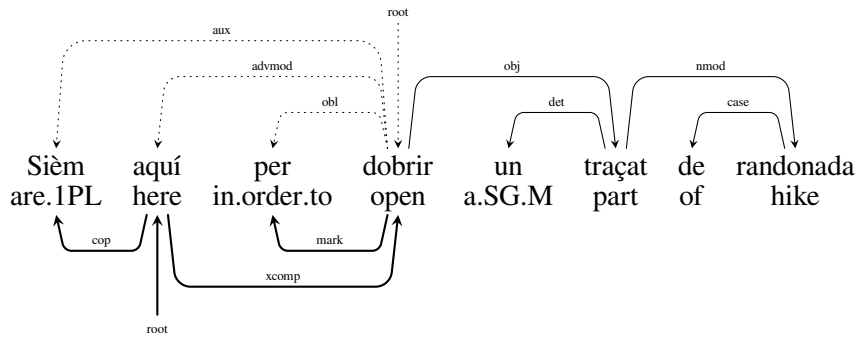 root
aux
advmod
obj
nmod
obl
det
case
Sièm aquí per dobrir un traçat de randonada
are.1PL here in.order.to open a.SG.M part of hike
cop
mark
xcomp
root